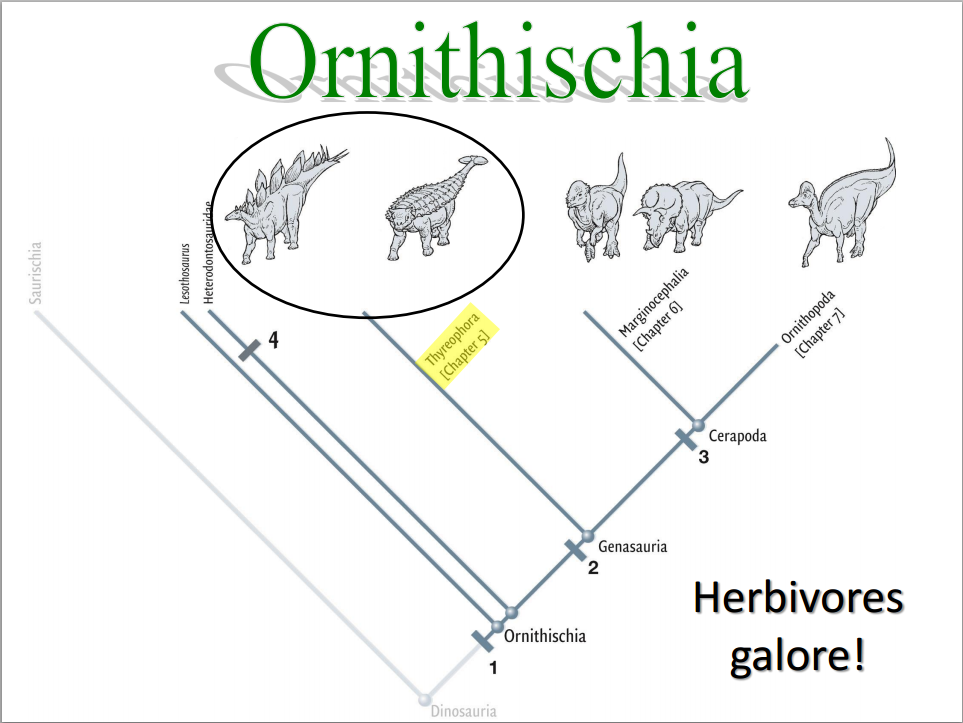 Ornithischia
Saurischia
Lesothosaurus
Heterodontosauridae
4
Thyreophora
[Chapter 5]
Marginocephalia
[Chapter 6]
Ornithopoda
[Chapter 7]
Cerapoda
3
Genasauria
2
Herbivores
galore!
Ornithischia
1
Dinosauria